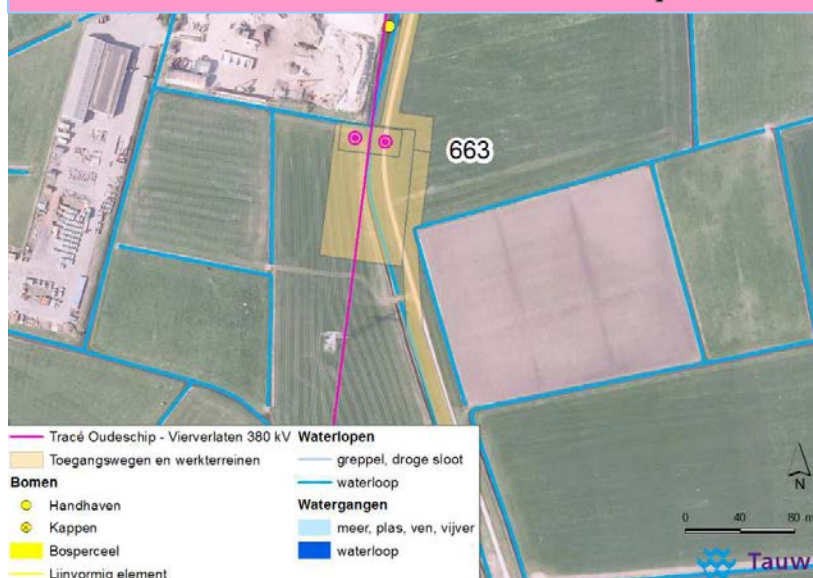 663
Tracé Oudeschip - Vierverlaten 380 kV
Toegangswegen en werkterreinen
Bomen
Handhaven
Kappen
Bosperceel
Lijnvormig element
Waterlopen
greppel, droge sloot
waterloop
Watergangen
meer, plas, ven, vijver
waterloop
N
0 40 80 m
Tauw